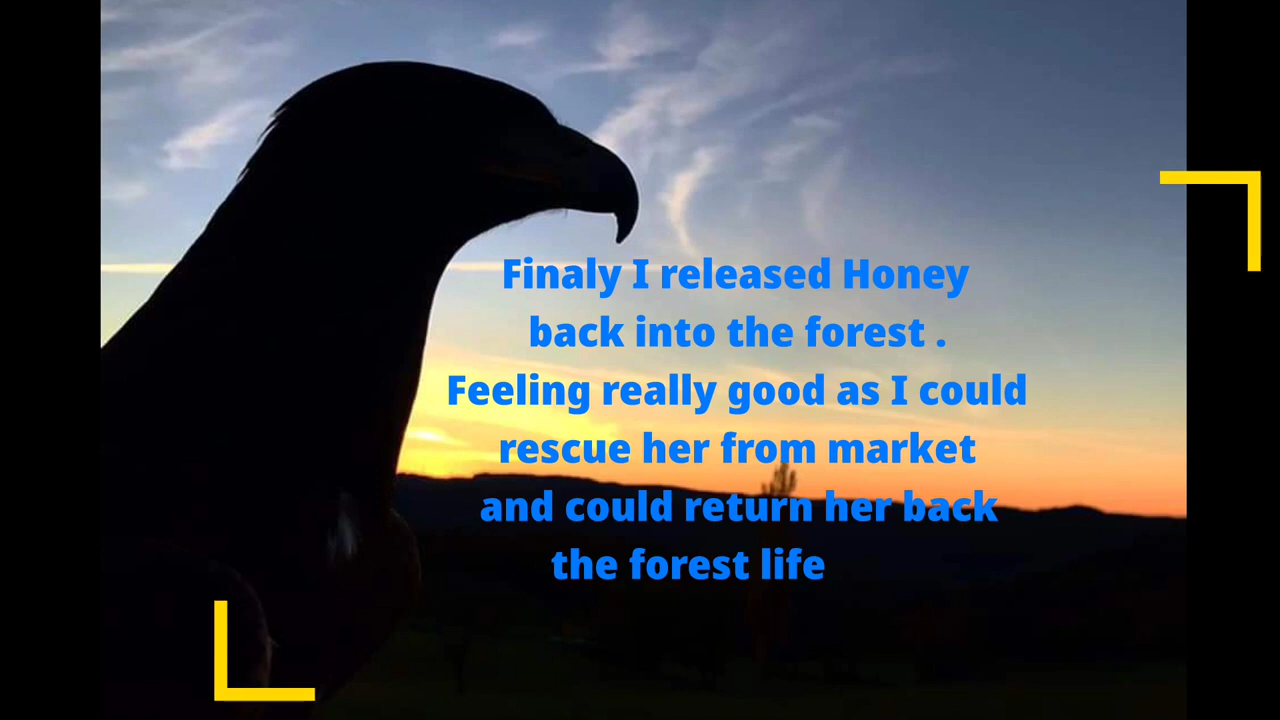 Finaly I released Honey
back into the forest .
Feeling really good as I could
rescue her from market
and could return her back
the forest life